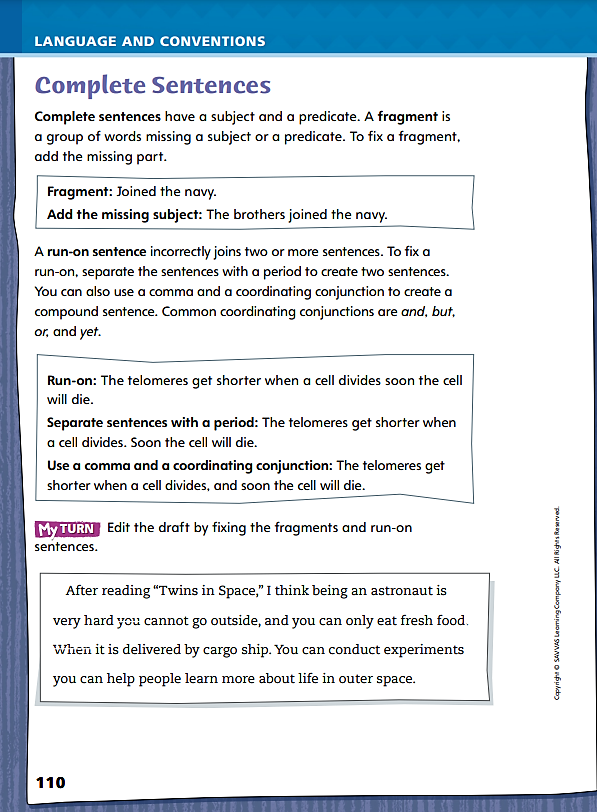 LANGUAGE AND CONVENTIONS
Complete Sentences
Complete sentences have a subject and a predicate. A fragment is
a group of words missing a subject or a predicate. To fix a fragment,
add the missing part.
Fragment: Joined the navy.
Add the missing subject: The brothers joined the navy.
A run-on sentence incorrectly joins two or more sentences. To fix a
run-on, separate the sentences with a period to create two sentences.
You can also use a comma and a coordinating conjunction to create a
compound sentence. Common coordinating conjunctions are and, but,
or, and yet.
Run-on: The telomeres get shorter when a cell divides soon the cell
will die.
Separate sentences with a period: The telomeres get shorter when
a cell divides. Soon the cell will die.
Use a comma and a coordinating conjunction: The telomeres get
shorter when a cell divides, and soon the cell will die.
My TURN Edit the draft by fixing the fragments and run-on
sentences.
After reading “Twins in Space,” I think being an astronaut is
very hard you cannot go outside, and you can only eat fresh food.
When it is delivered by cargo ship. You can conduct experiments
you can help people learn more about life in outer space.
Copyright © SAVVAS Learning Company LLC. All Rights Reserved.
110